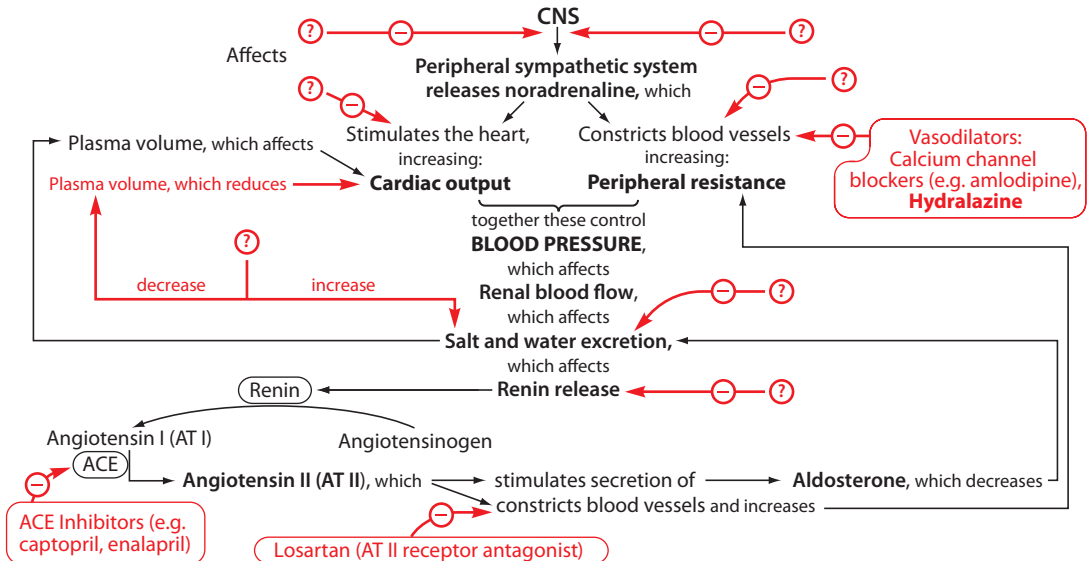 CNS
? − − ?
Affects
Peripheral sympathetic system
releases noradrenaline, which
? −
− ?
Stimulates the heart,
increasing:
Cardiac output
Constricts blood vessels
increasing:
Peripheral resistance
−
Vasodilators:
Calcium channel
blockers (e.g. amlodipine),
Hydralazine
Plasma volume, which affects
Plasma volume, which reduces
together these control
BLOOD PRESSURE,
which affects
Renal blood flow,
which affects
?
decrease increase
− ?
Salt and water excretion,
which affects
Renin release
− ?
Renin
Angiotensin I (AT I)
Angiotensinogen
ACE
−
ACE Inhibitors (e.g.
captopril, enalapril)
Angiotensin II (AT II), which
stimulates secretion of
Aldosterone, which decreases
constricts blood vessels and increases
−
Losartan (AT II receptor antagonist)